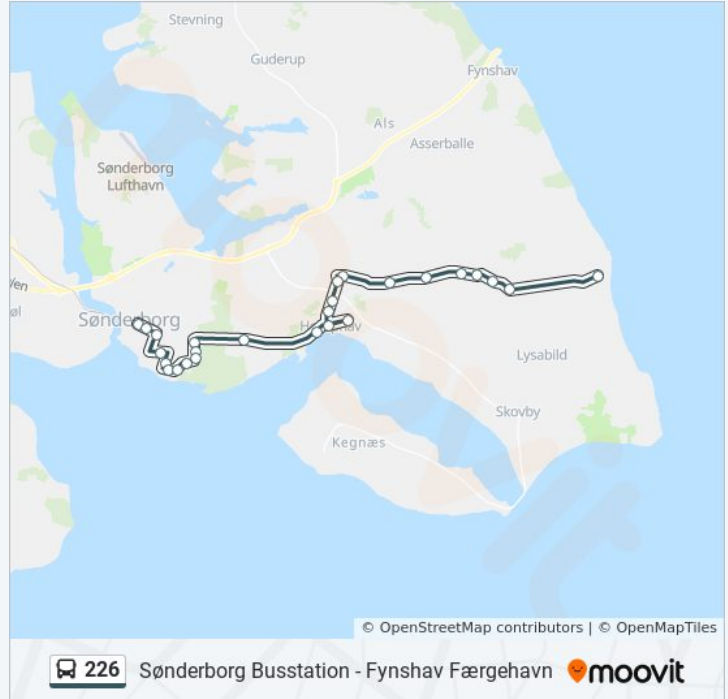 Stevning
Guderup
Fynshav
Als
Asserballe
Sønderborg
Lufthavn
Sønderborg
Lysabild
Skovby
Kegnæs
© OpenStreetMap contributors | © OpenMapTiles
226 Sønderborg Busstation - Fynshav Færgehavn moovit